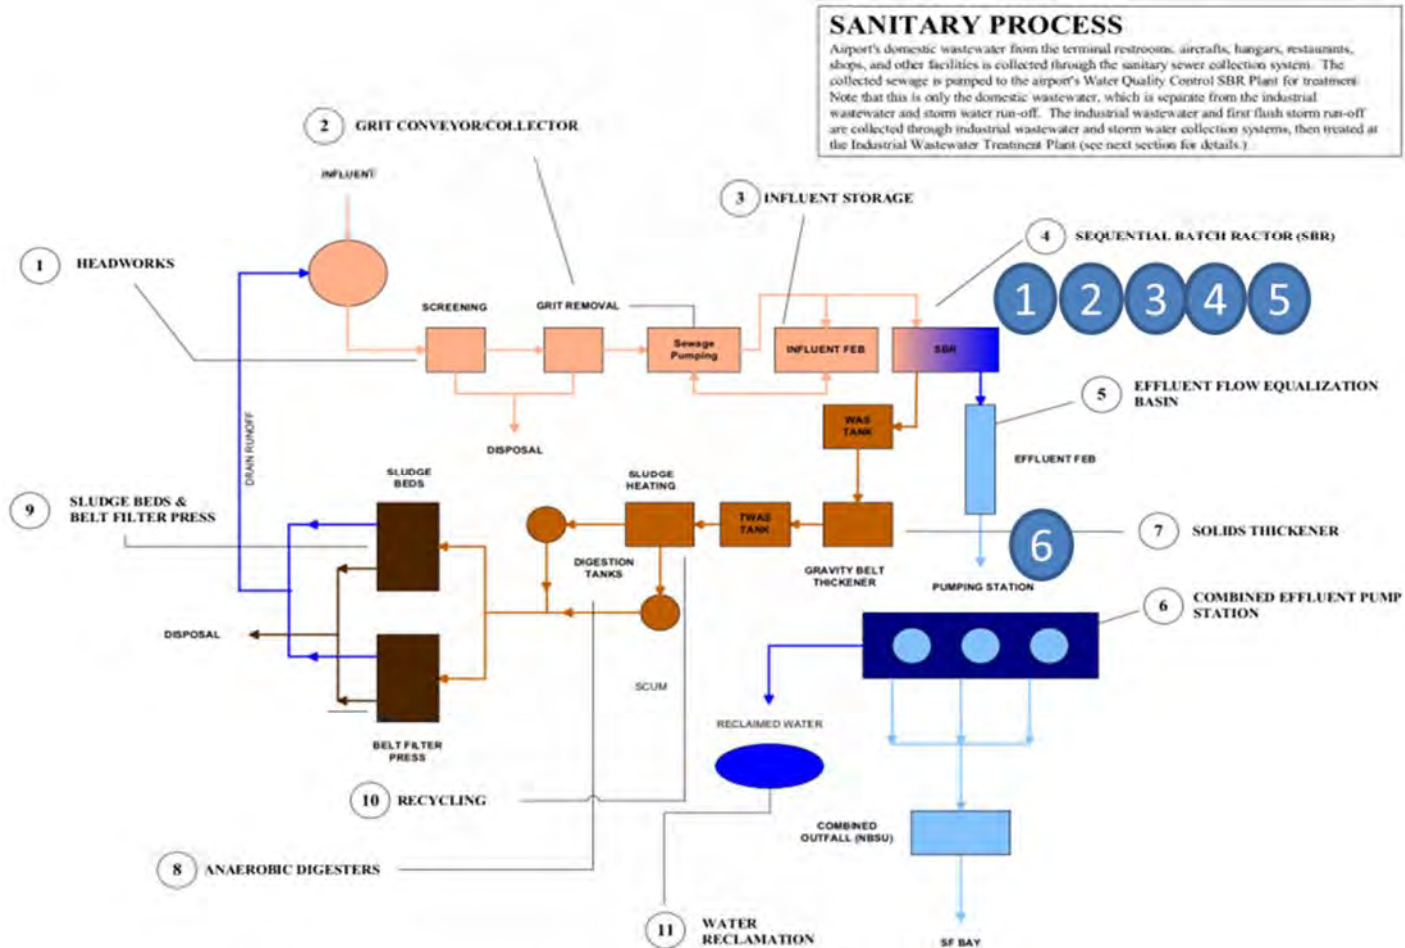 SANITARY PROCESS
Airport's domestic wastewater from the terminal restrooms, aircrafts, hangars, restaurants,
shops, and other facilities is collected through the sanitary sewer collection system. The
collected sewage is pumped to the airport's Water Quality Control SBR Plant for treatment
Note that this is only the domestic wastewater, which is separate from the industrial
wastewater and storm water run-off. The industrial wastewater and first flush storm run-off
are collected through industrial wastewater and storm water collection systems, then treated at
the Industrial Wastewater Treatment Plant (see next section for details.)
2 GRIT CONVEYOR/COLLECTOR
INFLUENT
3 INFLUENT STORAGE
4 SEQUENTIAL BATCH RACTOR (SBR)
1 HEADWORKS
1 2 3 4 5
SCREENING
GRIT REMOVAL
Sewage
Pumping
INFLUENT FEB
SBR
5 EFFLUENT FLOW EQUALIZATION
BASIN
WAS
TANK
DRAIN RUNOFF
DISPOSAL
EFFLUENT FEB
SLUDGE
BEDS
SLUDGE
HEATING
9 SLUDGE BEDS &
BELT FILTER PRESS
TWAS
TANK
6
7 SOLIDS THICKENER
DIGESTION
TANKS
GRAVITY BELT
THICKENER
PUMPING STATION
6 COMBINED EFFLUENT PUMP
STATION
DISPOSAL
SCUM
RECLAIMED WATER
BELT FILTER
PRESS
10 RECYCLING
COMBINED
OUTFALL (NBSU)
8 ANAEROBIC DIGESTERS
11 WATER
RECLAMATION
SF BAY